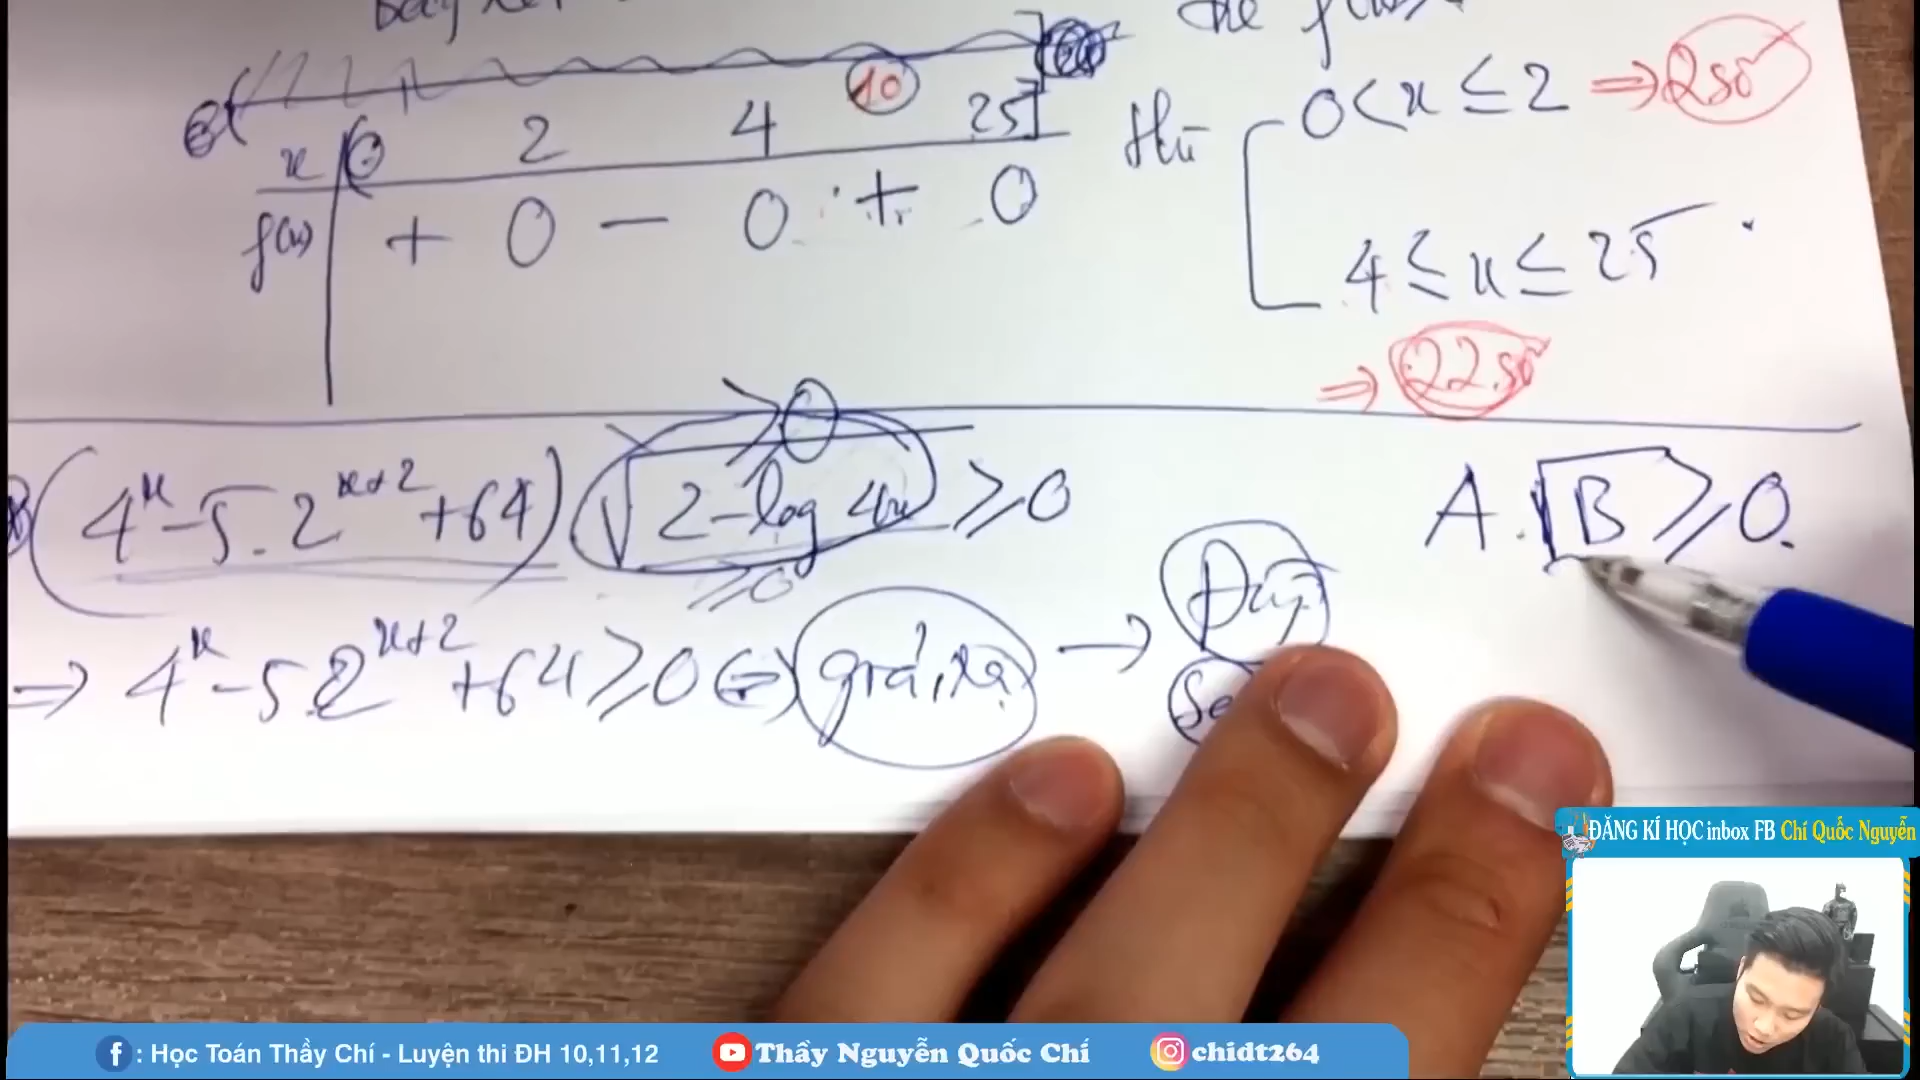 0 < x ≤ 2 ⇒ 2 số
10
x 0 2 4 25] thì
f(x) + 0 - 0 + 0
4 ≤ x ≤ 25
⇒ 22 số
(4^x - 5.2^{x+2} + 64) √(2 - log 4x) ≥ 0
≥ 0
A.√B ≥ 0.
⇒ 4^x - 5.2^{x+2} + 64 ≥ 0 ⇔ giải ra → Đáp
ĐĂNG KÍ HỌC inbox FB Chí Quốc Nguyễn
: Học Toán Thầy Chí - Luyện thi ĐH 10,11,12
Thầy Nguyễn Quốc Chí
chidt264